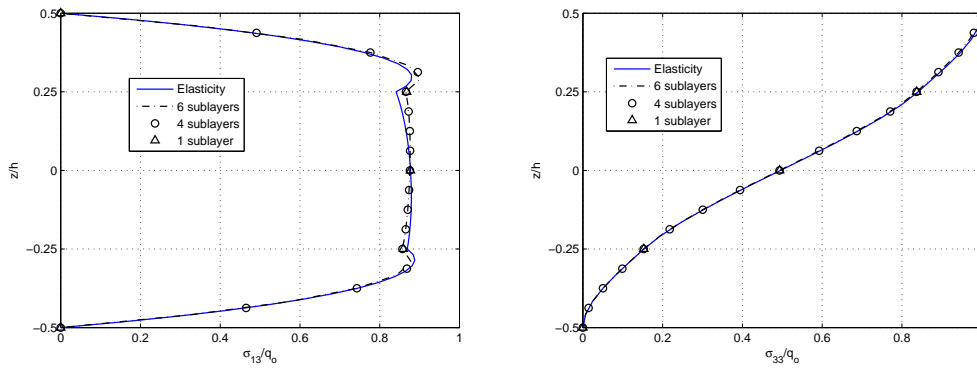 0.5
0.25
0
−0.25
−0.5
z/h
0
0.2
0.4
0.6
0.8
1
σ13/qo
Elasticity
6 sublayers
4 sublayers
1 sublayer
0.5
0.25
0
−0.25
−0.5
z/h
0
0.2
0.4
0.6
0.8
σ33/qo
Elasticity
6 sublayers
4 sublayers
1 sublayer